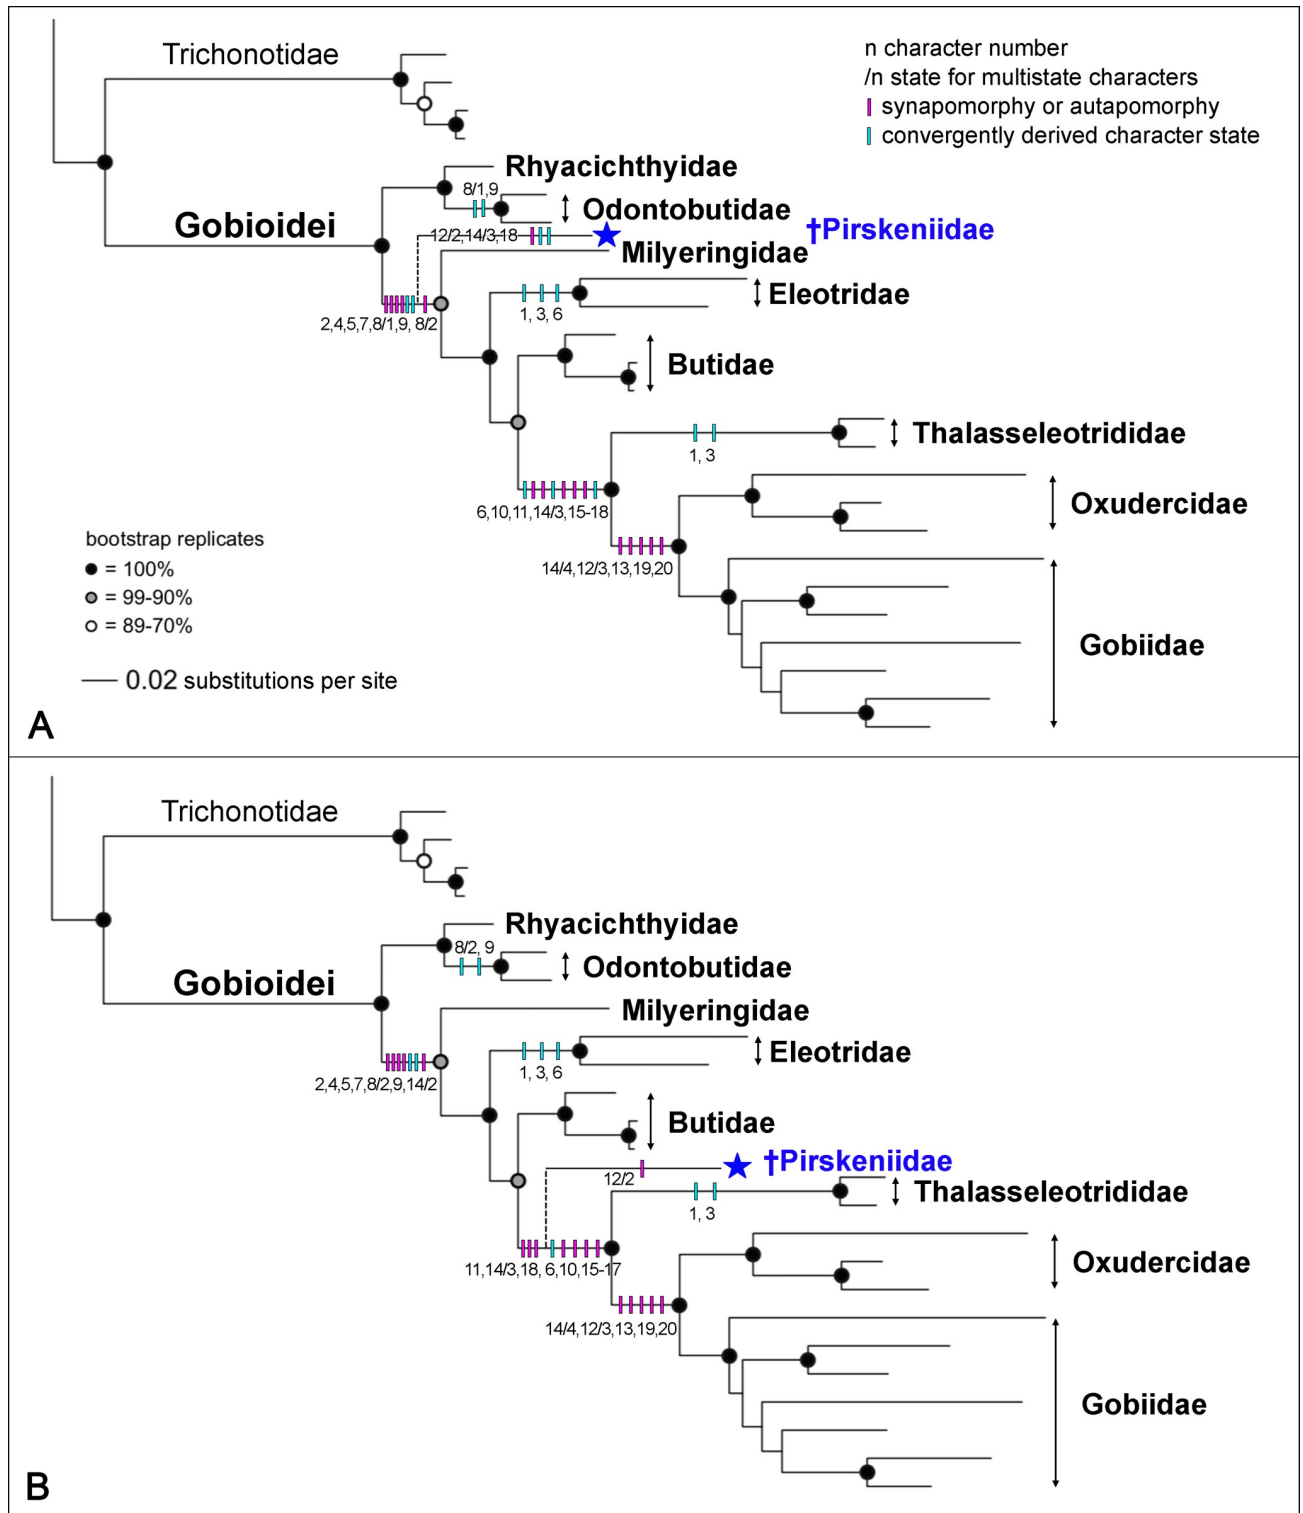 Trichonotidae
n character number
/n state for multistate characters
synapomorphy or autapomorphy
convergently derived character state
Rhyacichthyidae
8/1,9
Odontobutidae
Gobioidei
12/2,14/3,18
†Pirskeniidae
Milyeringidae
Eleotridae
1, 3, 6
2,4,5,7,8/1,9, 8/2
Butidae
Thalasseleotrididae
1, 3
Oxudercidae
6,10,11,14/3,15-18
bootstrap replicates
= 100%
= 99-90%
= 89-70%
14/4,12/3,13,19,20
Gobiidae
0.02 substitutions per site
A
Trichonotidae
Rhyacichthyidae
8/2, 9
Odontobutidae
Gobioidei
Milyeringidae
Eleotridae
1, 3, 6
2,4,5,7,8/2,9,14/2
Butidae
†Pirskeniidae
12/2
Thalasseleotrididae
1, 3
Oxudercidae
11,14/3,18, 6,10,15-17
14/4,12/3,13,19,20
Gobiidae
B